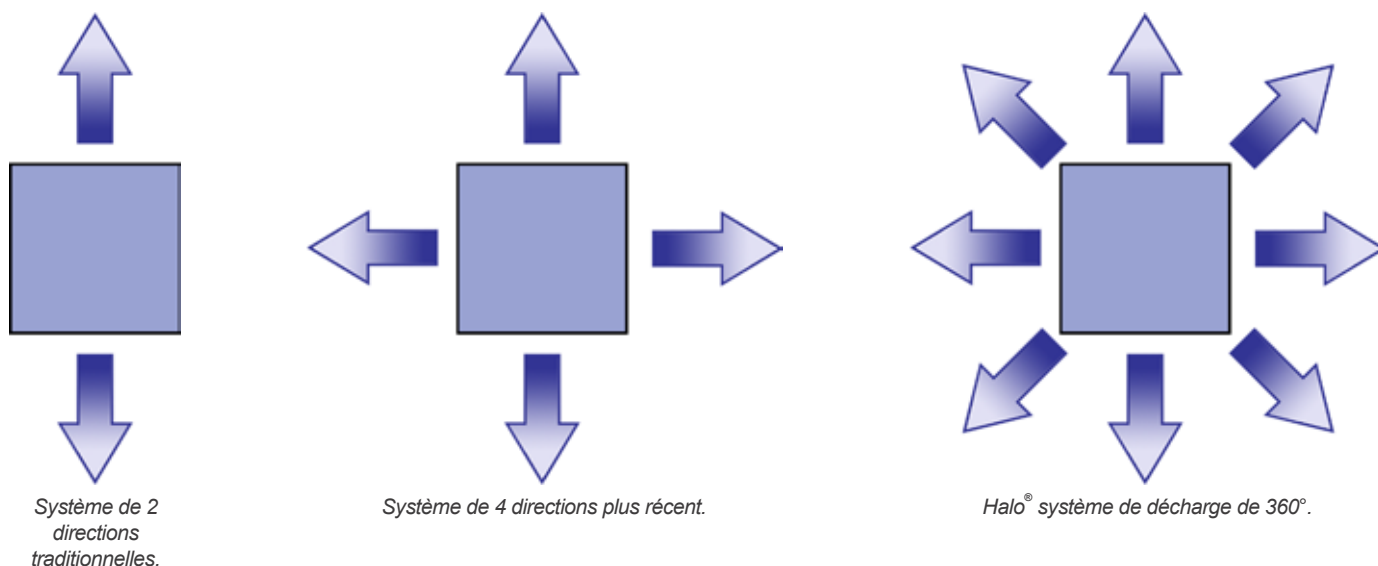 Système de 2
directions
traditionnelles.
Système de 4 directions plus récent.
Halo® système de décharge de 360°.